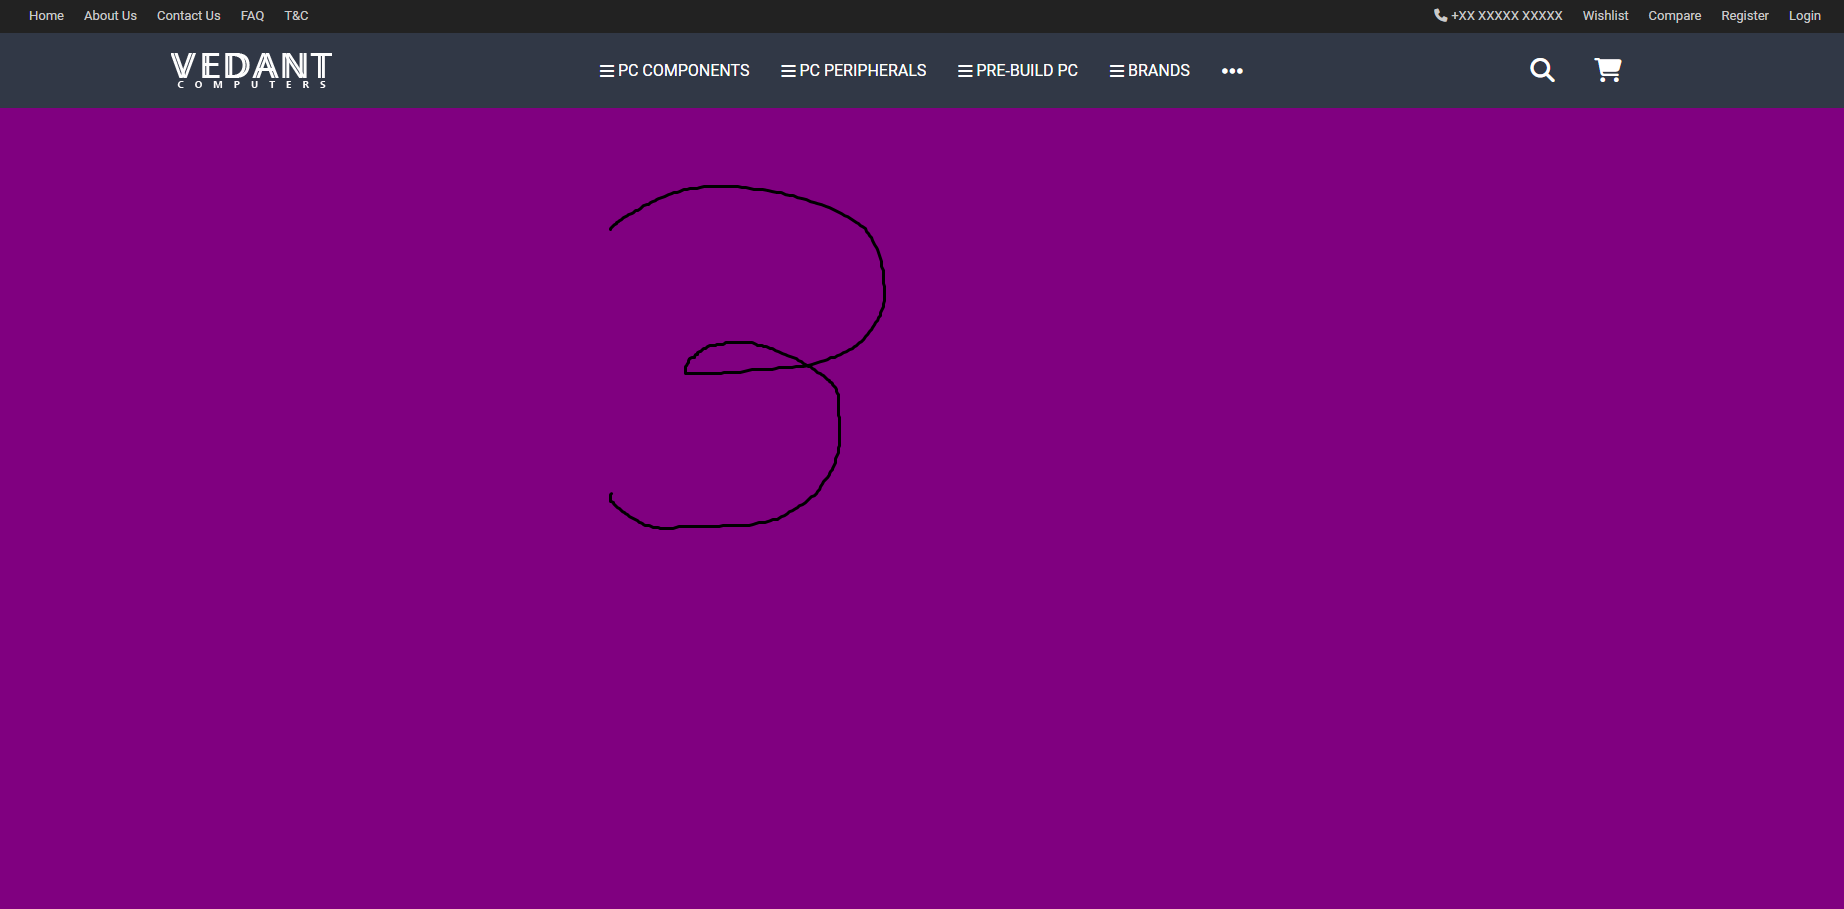 Home About Us Contact Us FAQ T&C +XX XXXXX XXXXX Wishlist Compare Register Login
VEDANT PC COMPONENTS PC PERIPHERALS PRE-BUILD PC BRANDS •••
COMPUTERS
3